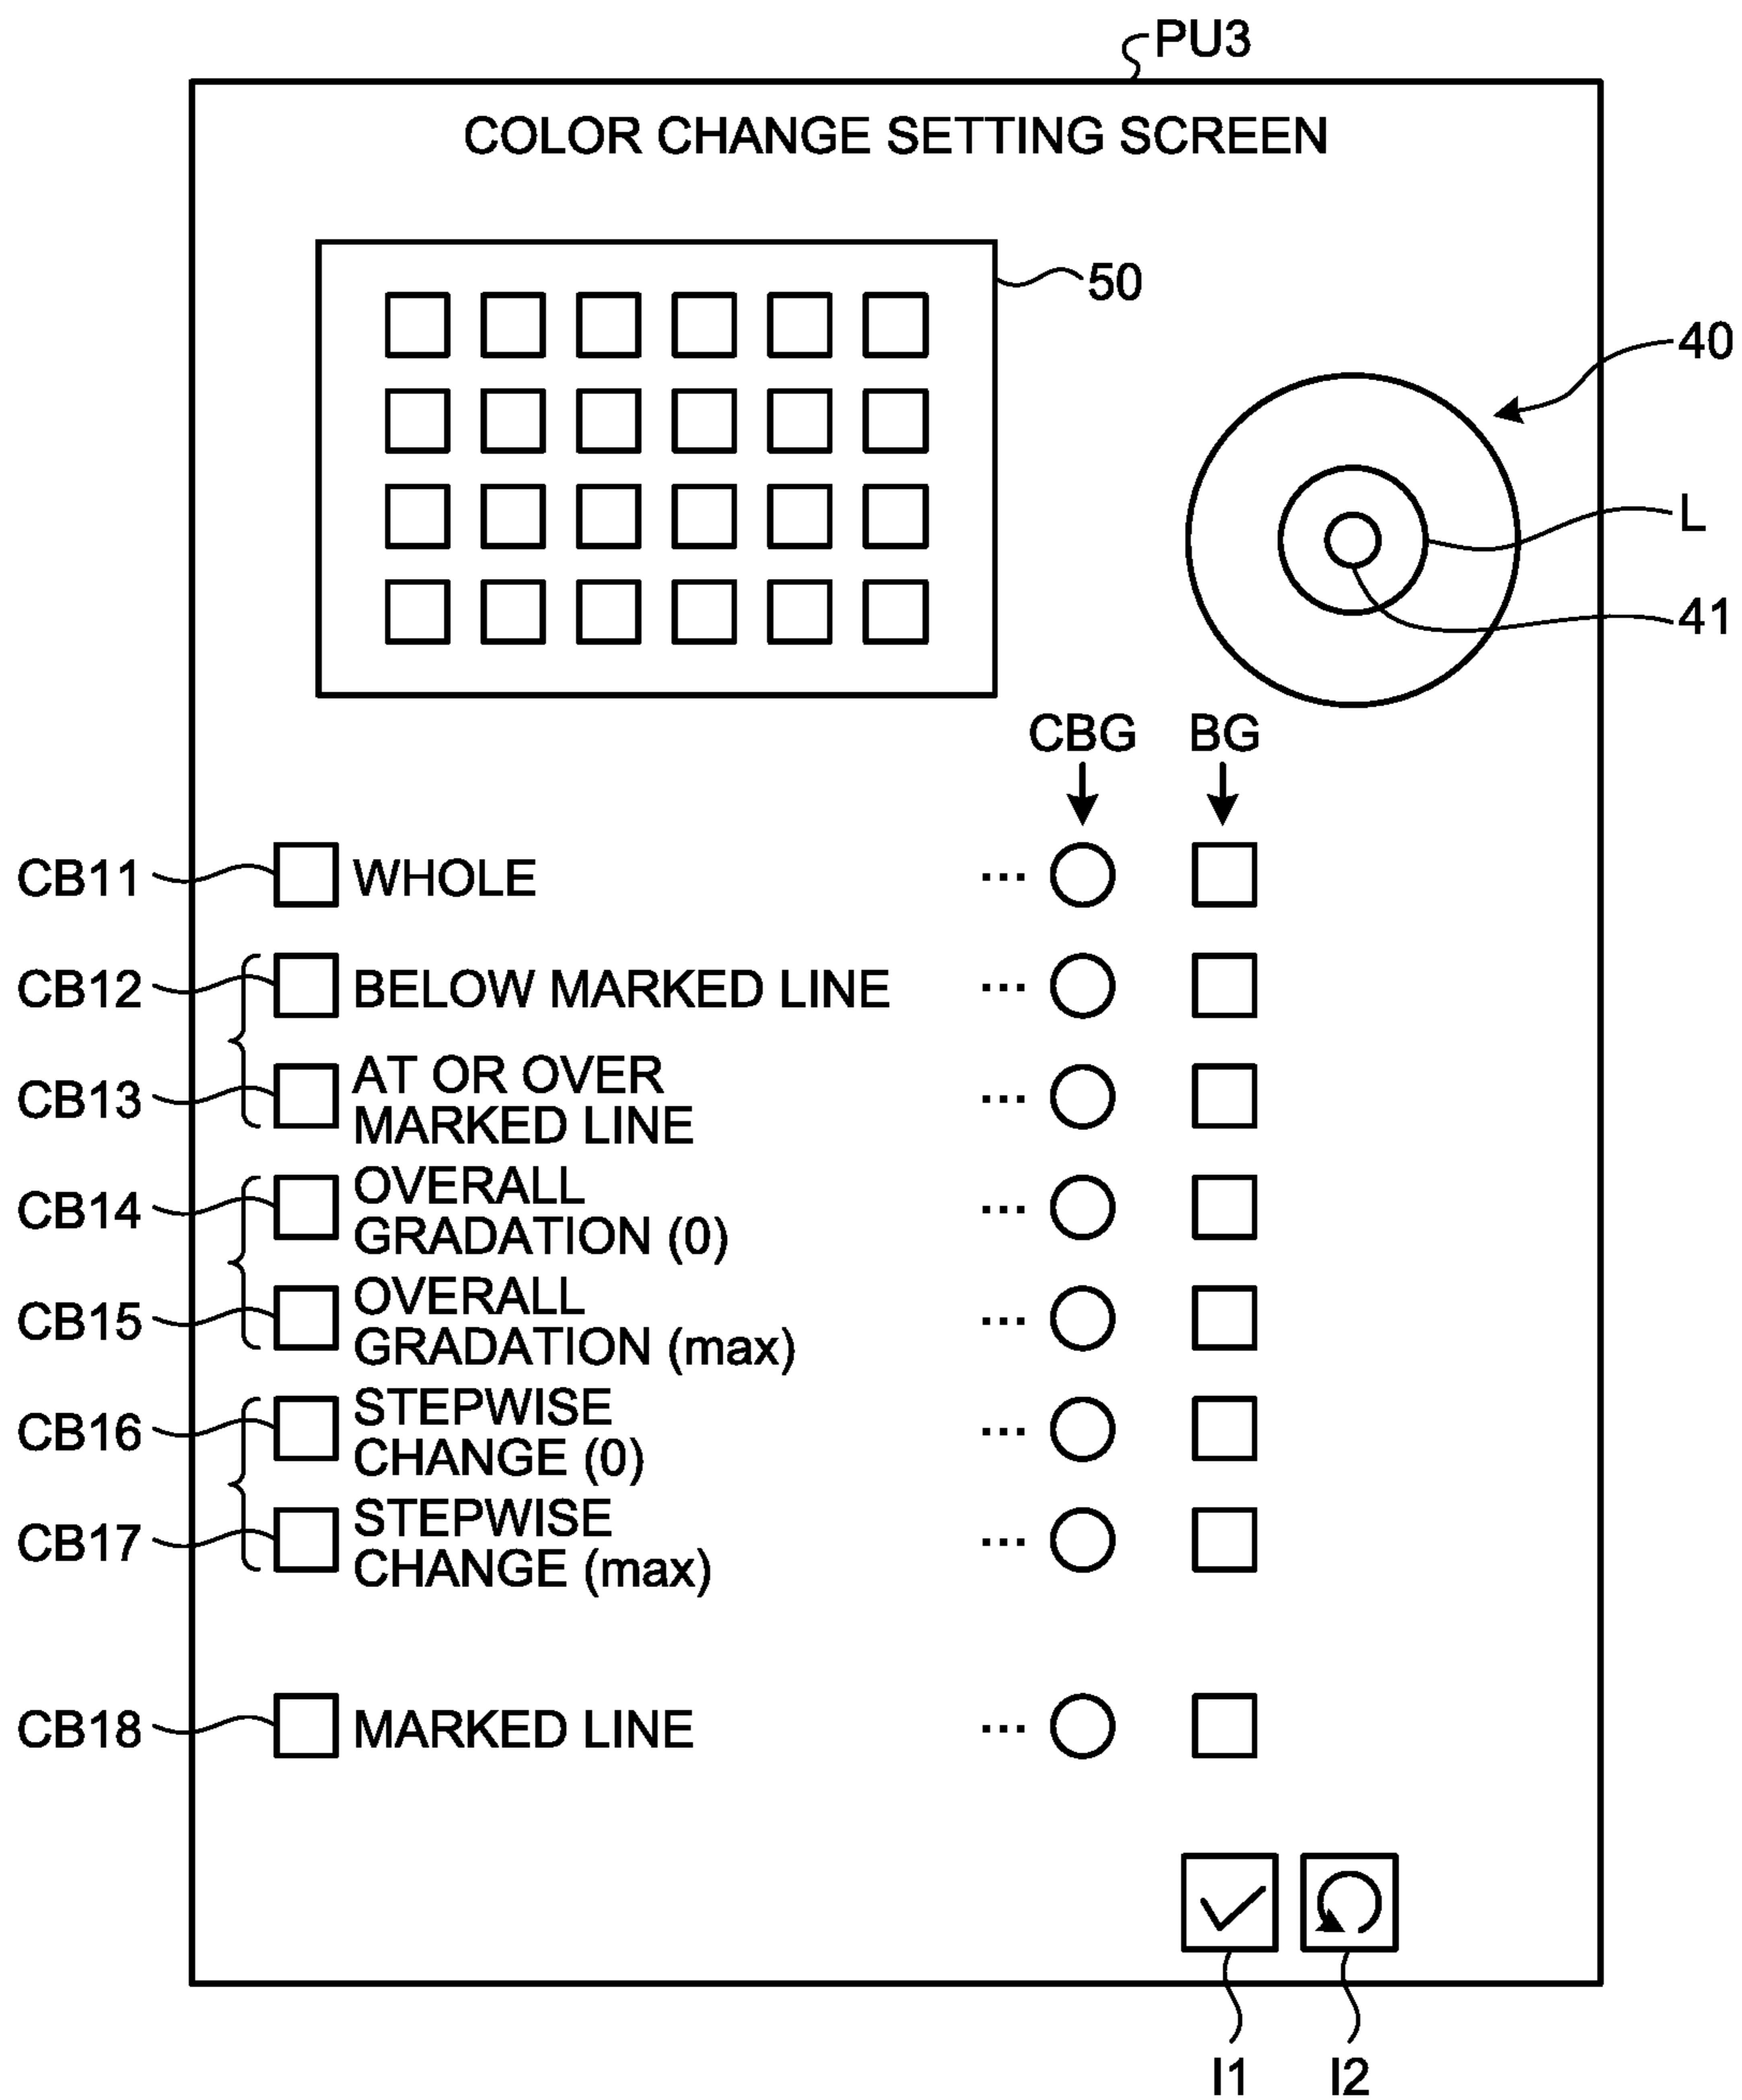 PU3
COLOR CHANGE SETTING SCREEN
50
40
L
41
CBG BG
CB11 WHOLE ...
CB12 BELOW MARKED LINE ...
CB13 AT OR OVER
MARKED LINE ...
CB14 OVERALL
GRADATION (0) ...
CB15 OVERALL
GRADATION (max) ...
CB16 STEPWISE
CHANGE (0) ...
CB17 STEPWISE
CHANGE (max) ...
CB18 MARKED LINE ...
I1 I2